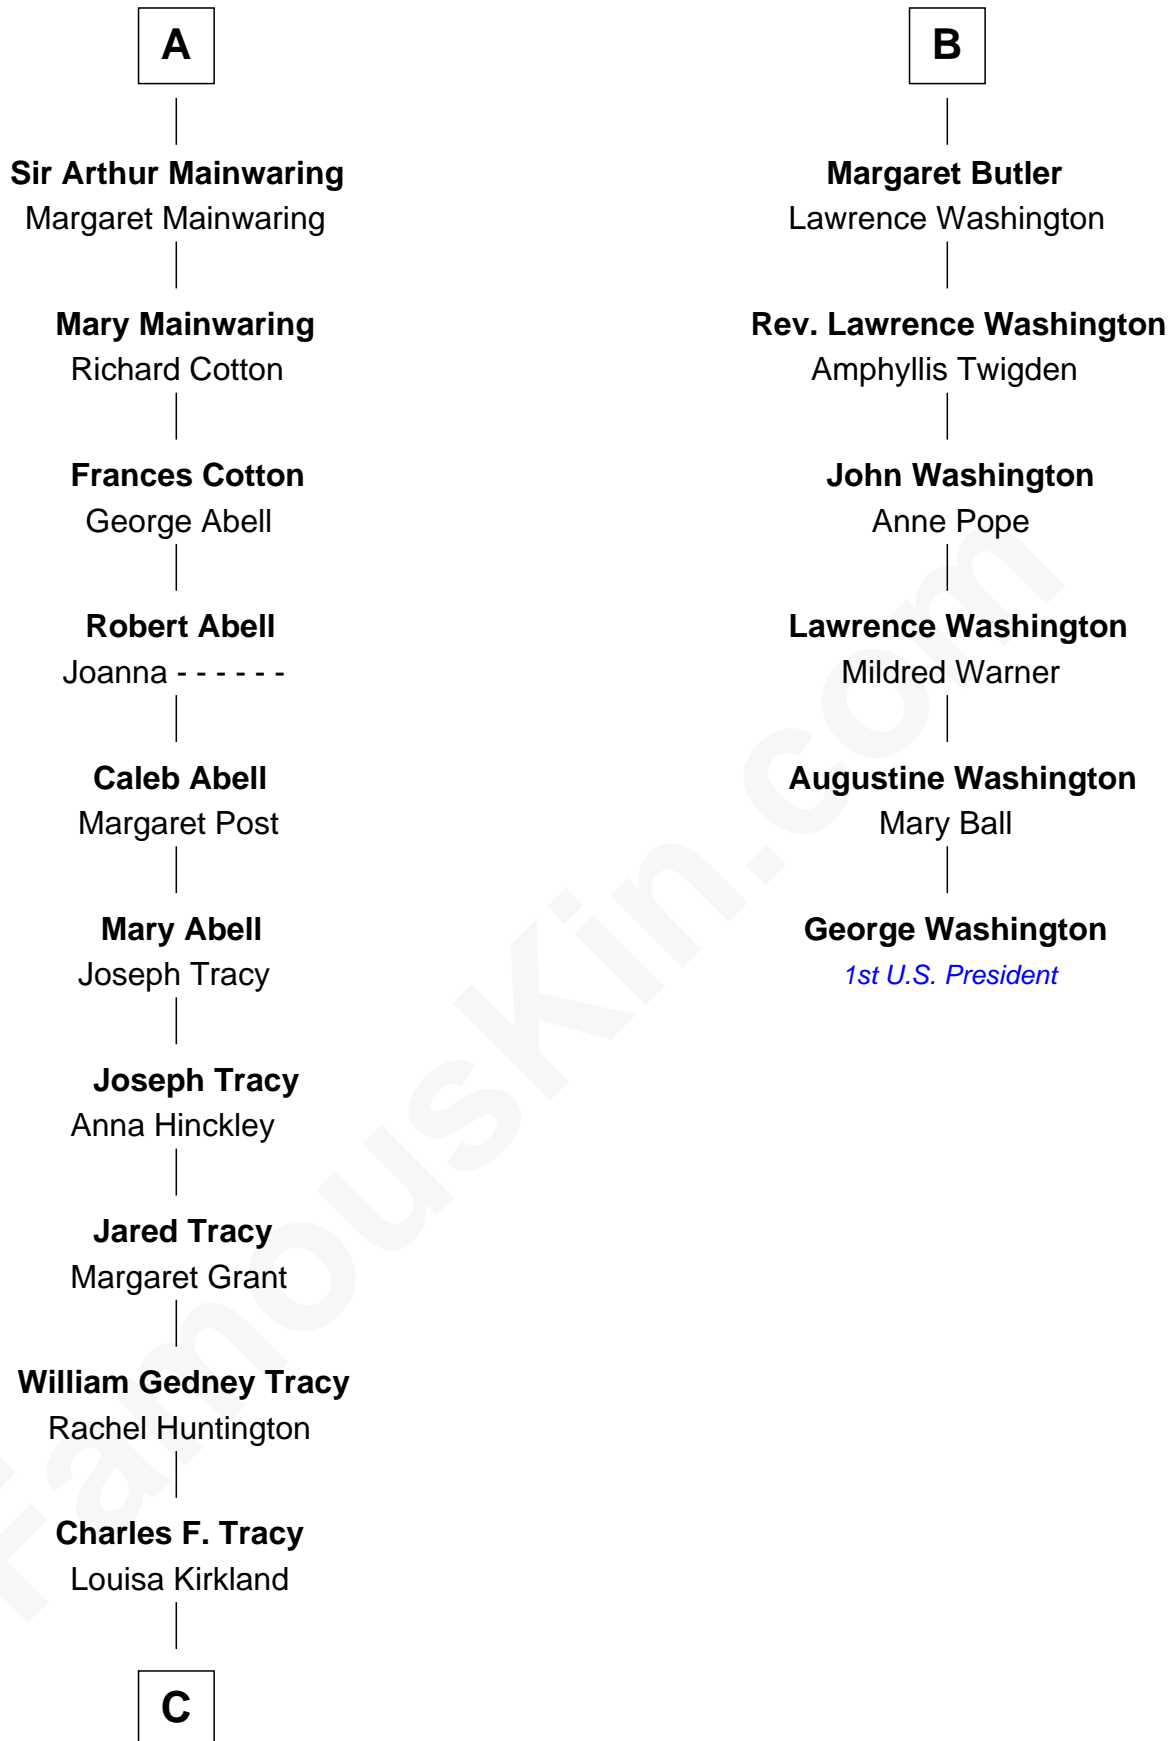 A
Sir Arthur Mainwaring
Margaret Mainwaring
Mary Mainwaring
Richard Cotton
Frances Cotton
George Abell
Robert Abell
Joanna - - - - - -
Caleb Abell
Margaret Post
Mary Abell
Joseph Tracy
Joseph Tracy
Anna Hinckley
Jared Tracy
Margaret Grant
William Gedney Tracy
Rachel Huntington
Charles F. Tracy
Louisa Kirkland
C
B
Margaret Butler
Lawrence Washington
Rev. Lawrence Washington
Amphyllis Twigden
John Washington
Anne Pope
Lawrence Washington
Mildred Warner
Augustine Washington
Mary Ball
George Washington
1st U.S. President
FamousKin.com